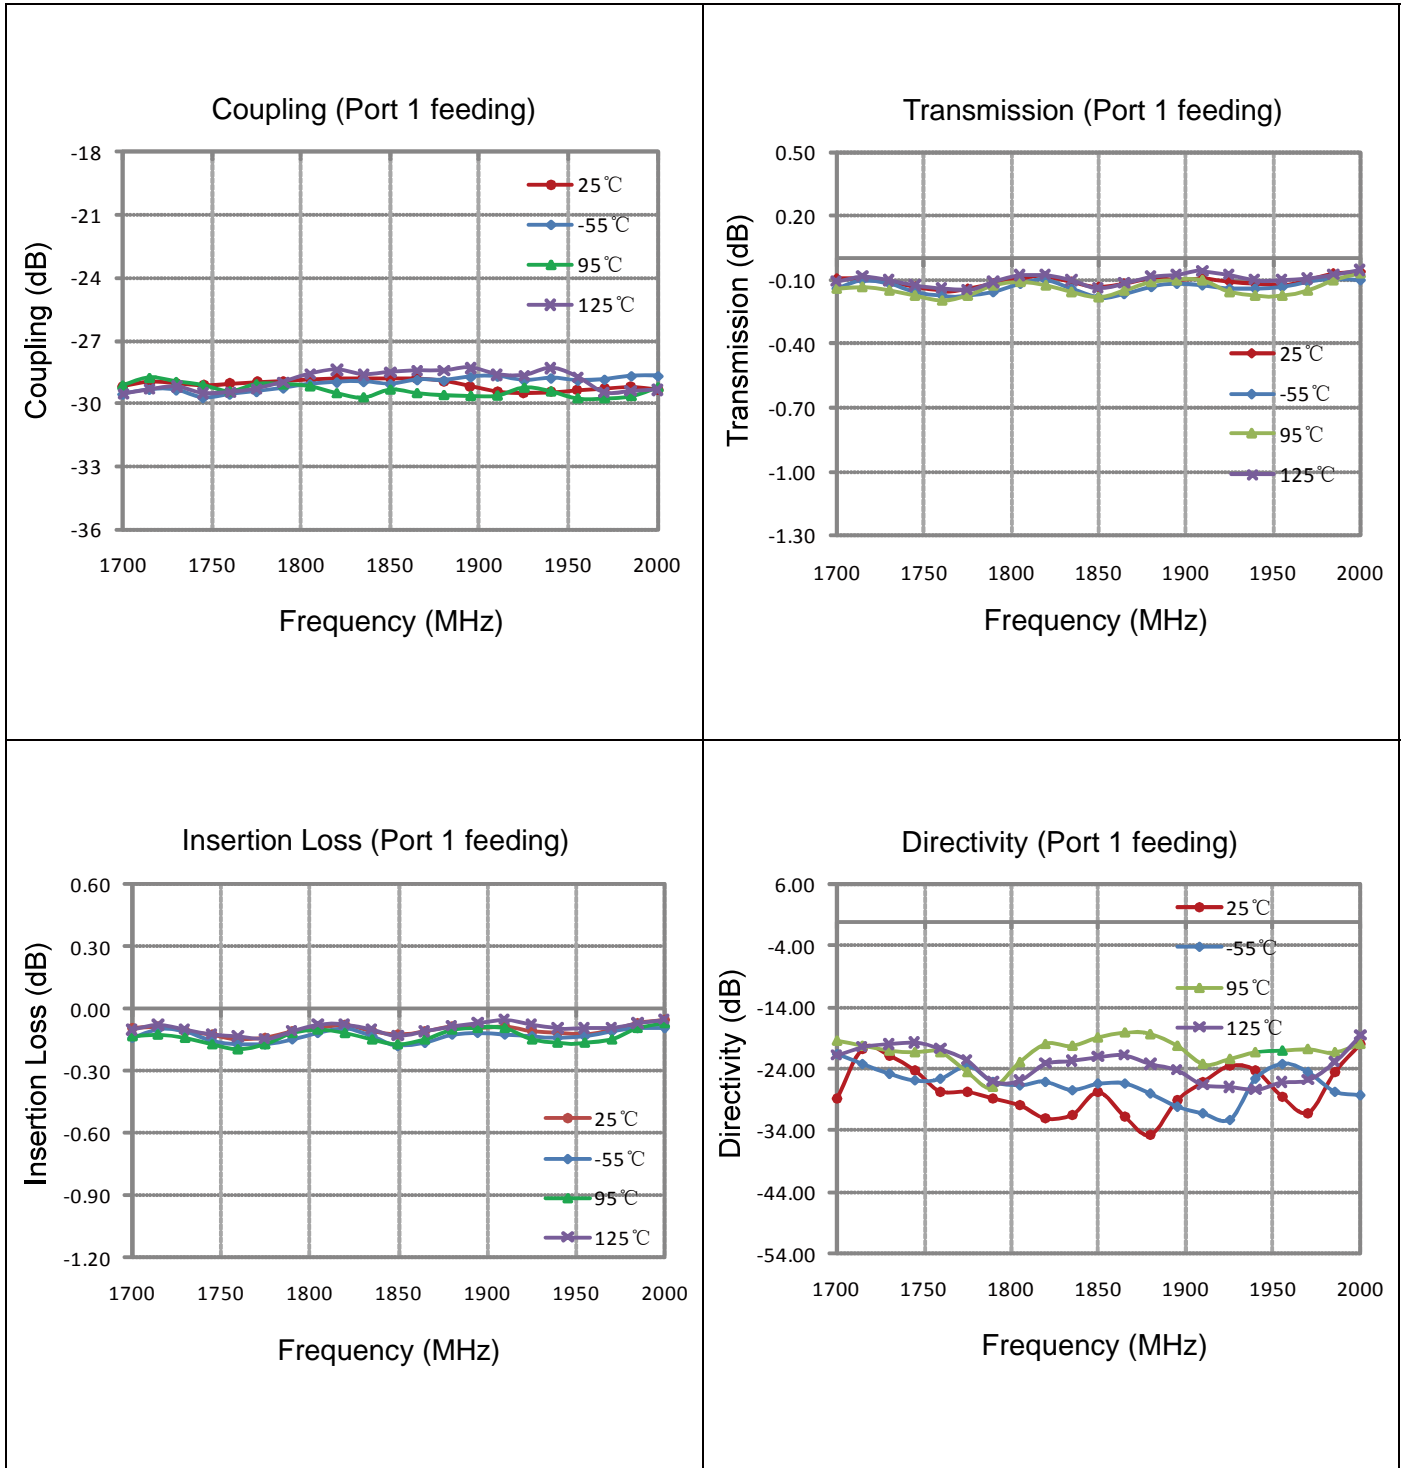 Coupling (Port 1 feeding)
-18
-21
-24
-27
-30
-33
-36
Coupling (dB)
25℃
-55℃
95℃
125℃
1700 1750 1800 1850 1900 1950 2000
Frequency (MHz)
Transmission (Port 1 feeding)
0.50
0.20
-0.10
-0.40
-0.70
-1.00
-1.30
Transmission (dB)
25℃
-55℃
95℃
125℃
1700 1750 1800 1850 1900 1950 2000
Frequency (MHz)
Insertion Loss (Port 1 feeding)
0.60
0.30
0.00
-0.30
-0.60
-0.90
-1.20
Insertion Loss (dB)
25℃
-55℃
95℃
125℃
1700 1750 1800 1850 1900 1950 2000
Frequency (MHz)
Directivity (Port 1 feeding)
6.00
-4.00
-14.00
-24.00
-34.00
-44.00
-54.00
Directivity (dB)
25℃
-55℃
95℃
125℃
1700 1750 1800 1850 1900 1950 2000
Frequency (MHz)